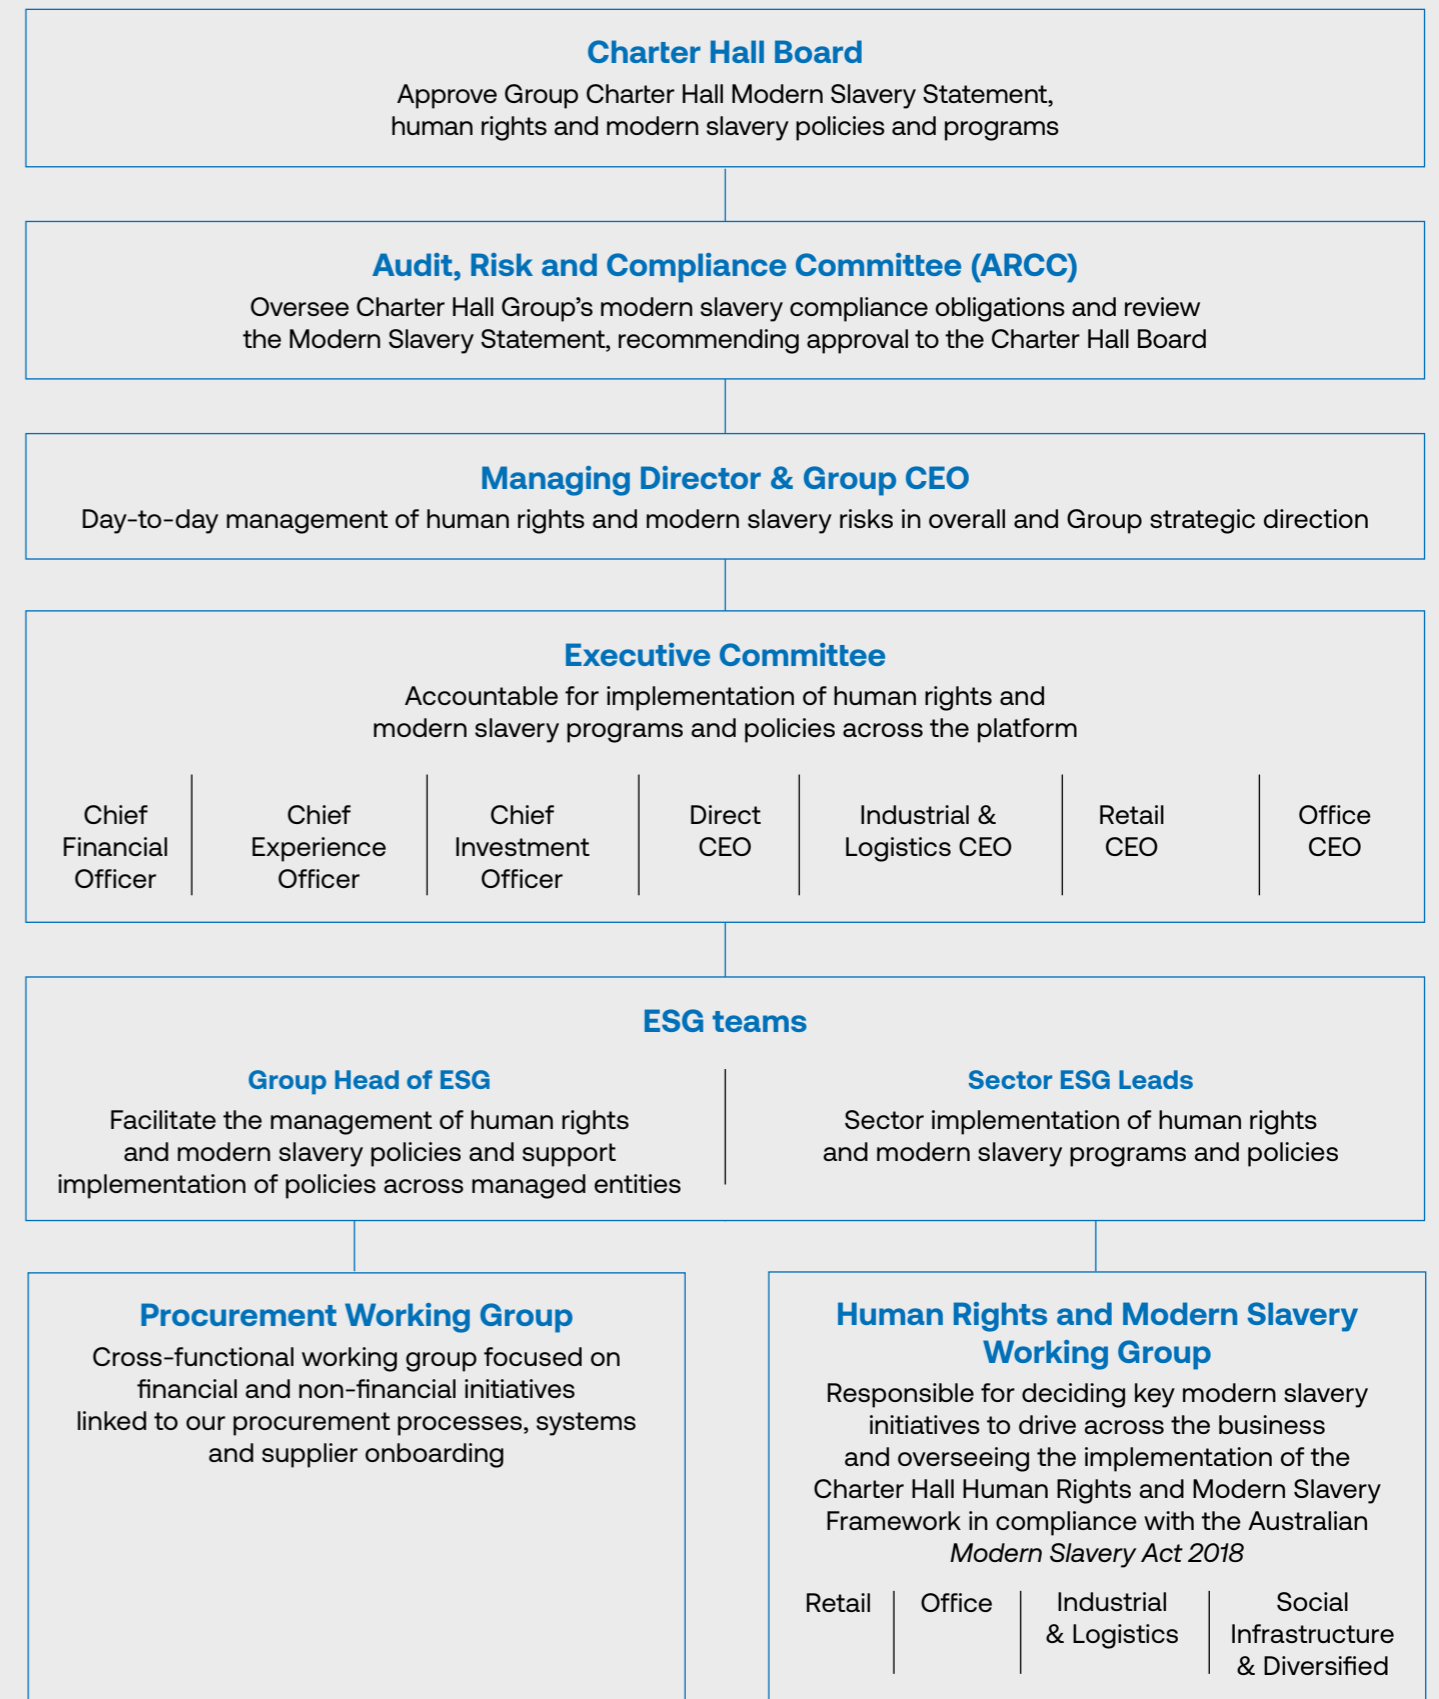 Charter Hall Board
Approve Group Charter Hall Modern Slavery Statement,
human rights and modern slavery policies and programs
Audit, Risk and Compliance Committee (ARCC)
Oversee Charter Hall Group’s modern slavery compliance obligations and review
the Modern Slavery Statement, recommending approval to the Charter Hall Board
Managing Director & Group CEO
Day-to-day management of human rights and modern slavery risks in overall and Group strategic direction
Executive Committee
Accountable for implementation of human rights and
modern slavery programs and policies across the platform
Chief
Financial
Officer
Chief
Experience
Officer
Chief
Investment
Officer
Direct
CEO
Industrial &
Logistics CEO
Retail
CEO
Office
CEO
ESG teams
Group Head of ESG
Facilitate the management of human rights
and modern slavery policies and support
implementation of policies across managed entities
Sector ESG Leads
Sector implementation of human rights
and modern slavery programs and policies
Procurement Working Group
Cross-functional working group focused on
financial and non-financial initiatives
linked to our procurement processes, systems
and supplier onboarding
Human Rights and Modern Slavery
Working Group
Responsible for deciding key modern slavery
initiatives to drive across the business
and overseeing the implementation of the
Charter Hall Human Rights and Modern Slavery
Framework in compliance with the Australian
Modern Slavery Act 2018
Retail
Office
Industrial
& Logistics
Social
Infrastructure
& Diversified